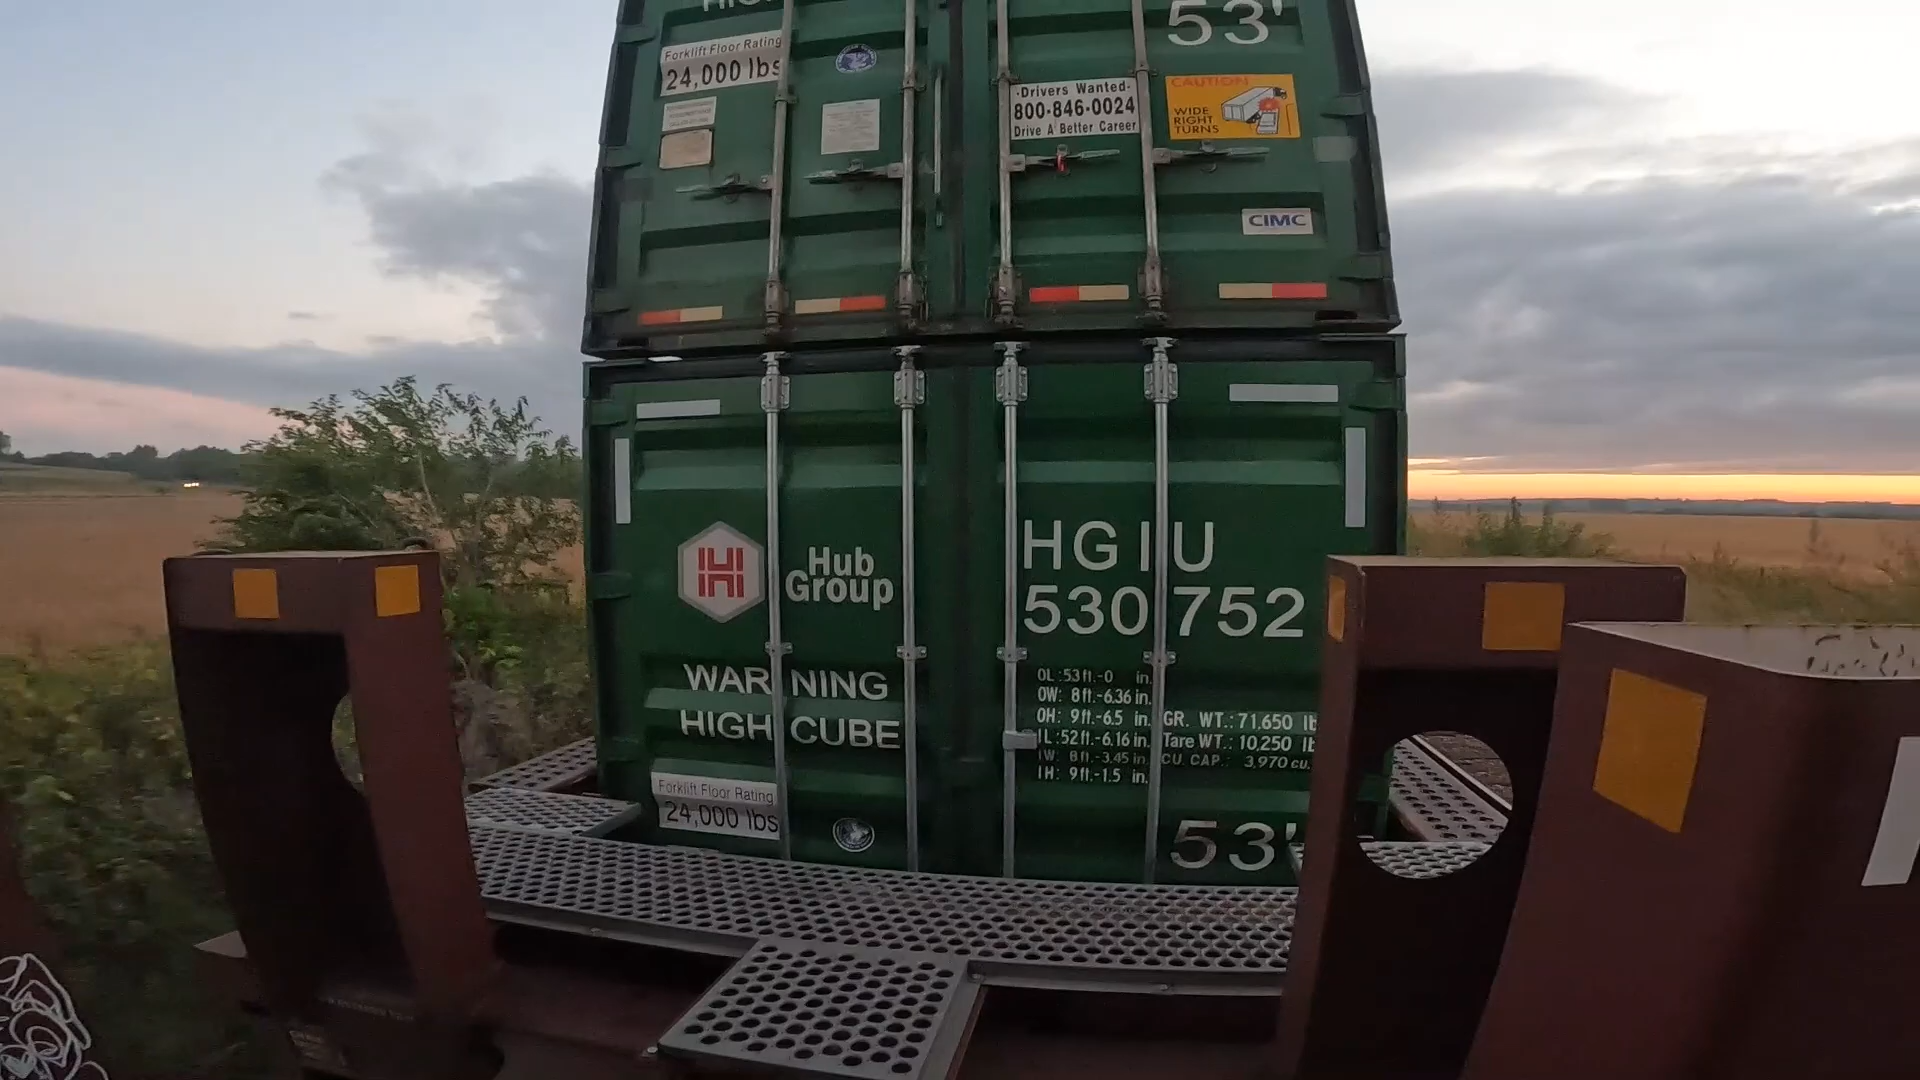 53'
Forklift Floor Rating
24,000 lbs
-Drivers Wanted-
800-846-0024
Drive A Better Career
CAUTION
WIDE
RIGHT
TURNS
CIMC
Hub
Group
HGIU
530752
WARNING
HIGH CUBE
OL: 53 ft.-0 in.
OW: 8 ft.-6.36 in.
OH: 9 ft.-6.5 in.
IL: 52 ft.-6.16 in.
IW: 8 ft.-3.45 in.
IH: 9 ft.-1.5 in.
GR. WT.: 71,650 lb
Tare WT.: 10,250 lb
CU. CAP.: 3,970 cu.
Forklift Floor Rating
24,000 lbs
53'